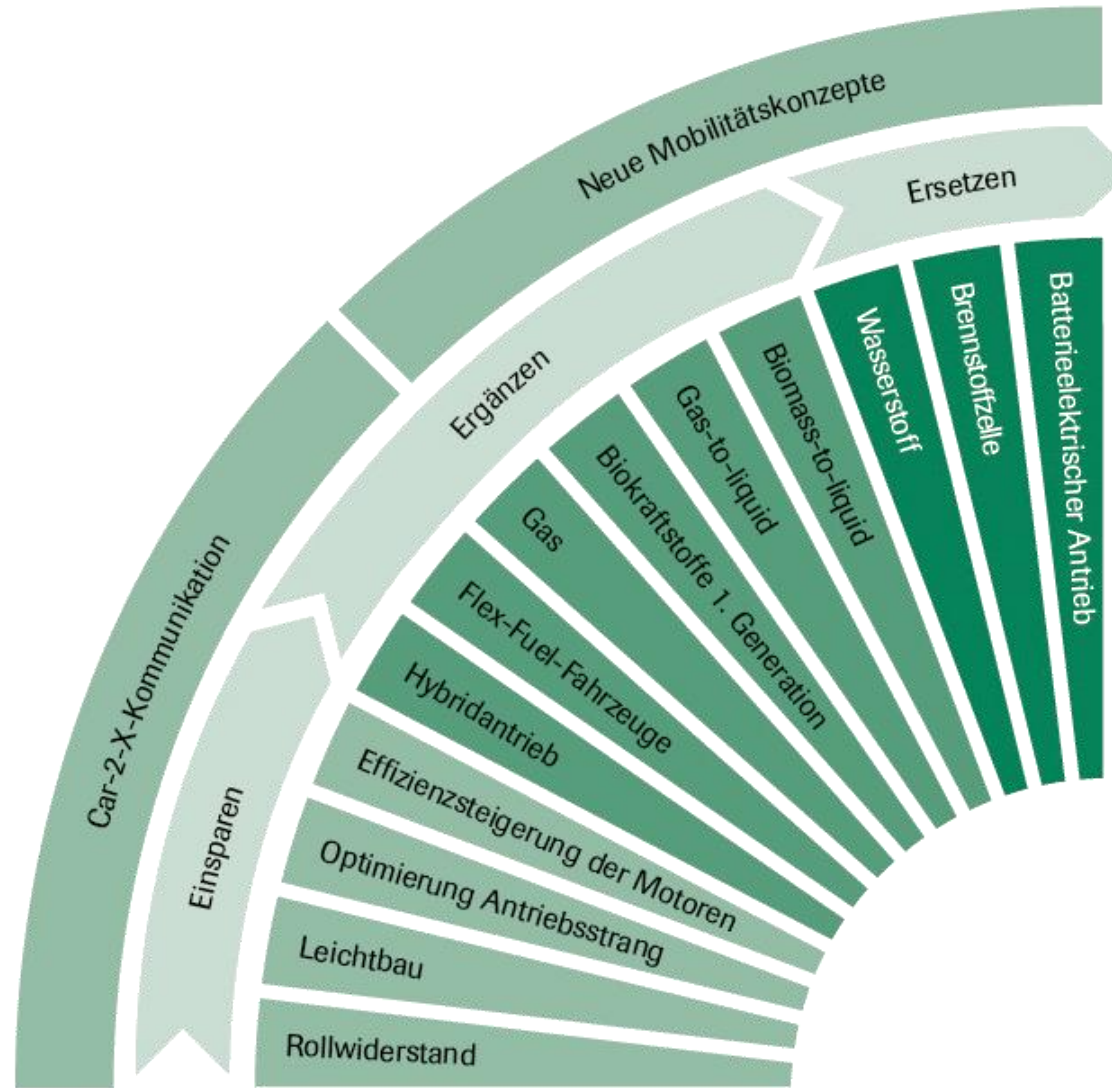 Neue Mobilitätskonzepte
Car-2-X-Kommunikation
Einsparen
Ergänzen
Ersetzen
Rollwiderstand
Leichtbau
Optimierung Antriebsstrang
Effizienzsteigerung der Motoren
Hybridantrieb
Flex-Fuel-Fahrzeuge
Gas
Biokraftstoffe 1. Generation
Gas-to-liquid
Biomass-to-liquid
Wasserstoff
Brennstoffzelle
Batterieelektrischer Antrieb